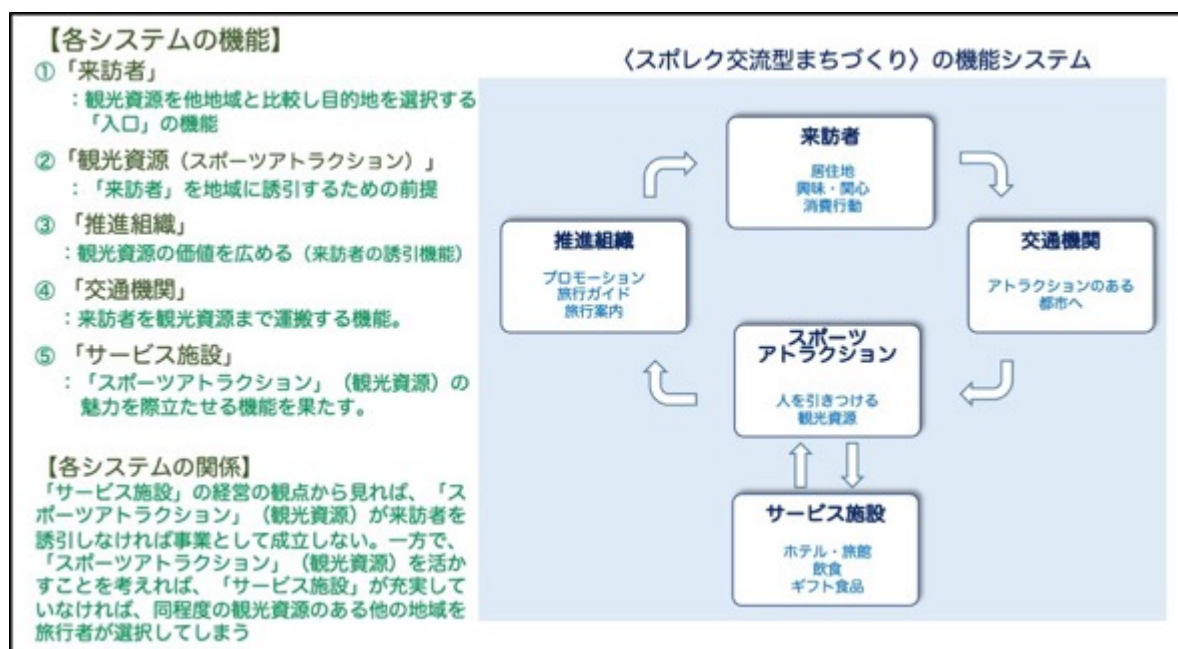 【各システムの機能】
①「来訪者」
：観光資源を他地域と比較し目的地を選択する
「入口」の機能
②「観光資源（スポーツアトラクション）」
：「来訪者」を地域に誘引するための前提
③「推進組織」
：観光資源の価値を広める（来訪者の誘引機能）
④「交通機関」
：来訪者を観光資源まで運搬する機能。
⑤「サービス施設」
：「スポーツアトラクション」（観光資源）の
魅力を際立たせる機能を果たす。
【各システムの関係】
「サービス施設」の経営の観点から見れば、「ス
ポーツアトラクション」（観光資源）が来訪者を
誘引しなければ事業として成立しない。一方で、
「スポーツアトラクション」（観光資源）を活か
すことを考えれば、「サービス施設」が充実して
いなければ、同程度の観光資源のある他の地域を
旅行者が選択してしまう
〈スポレク交流型まちづくり〉の機能システム
来訪者
居住地
興味・関心
消費行動
推進組織
プロモーション
旅行ガイド
旅行案内
交通機関
アトラクションのある
都市へ
スポーツ
アトラクション
人を引きつける
観光資源
サービス施設
ホテル・旅館
飲食
ギフト食品